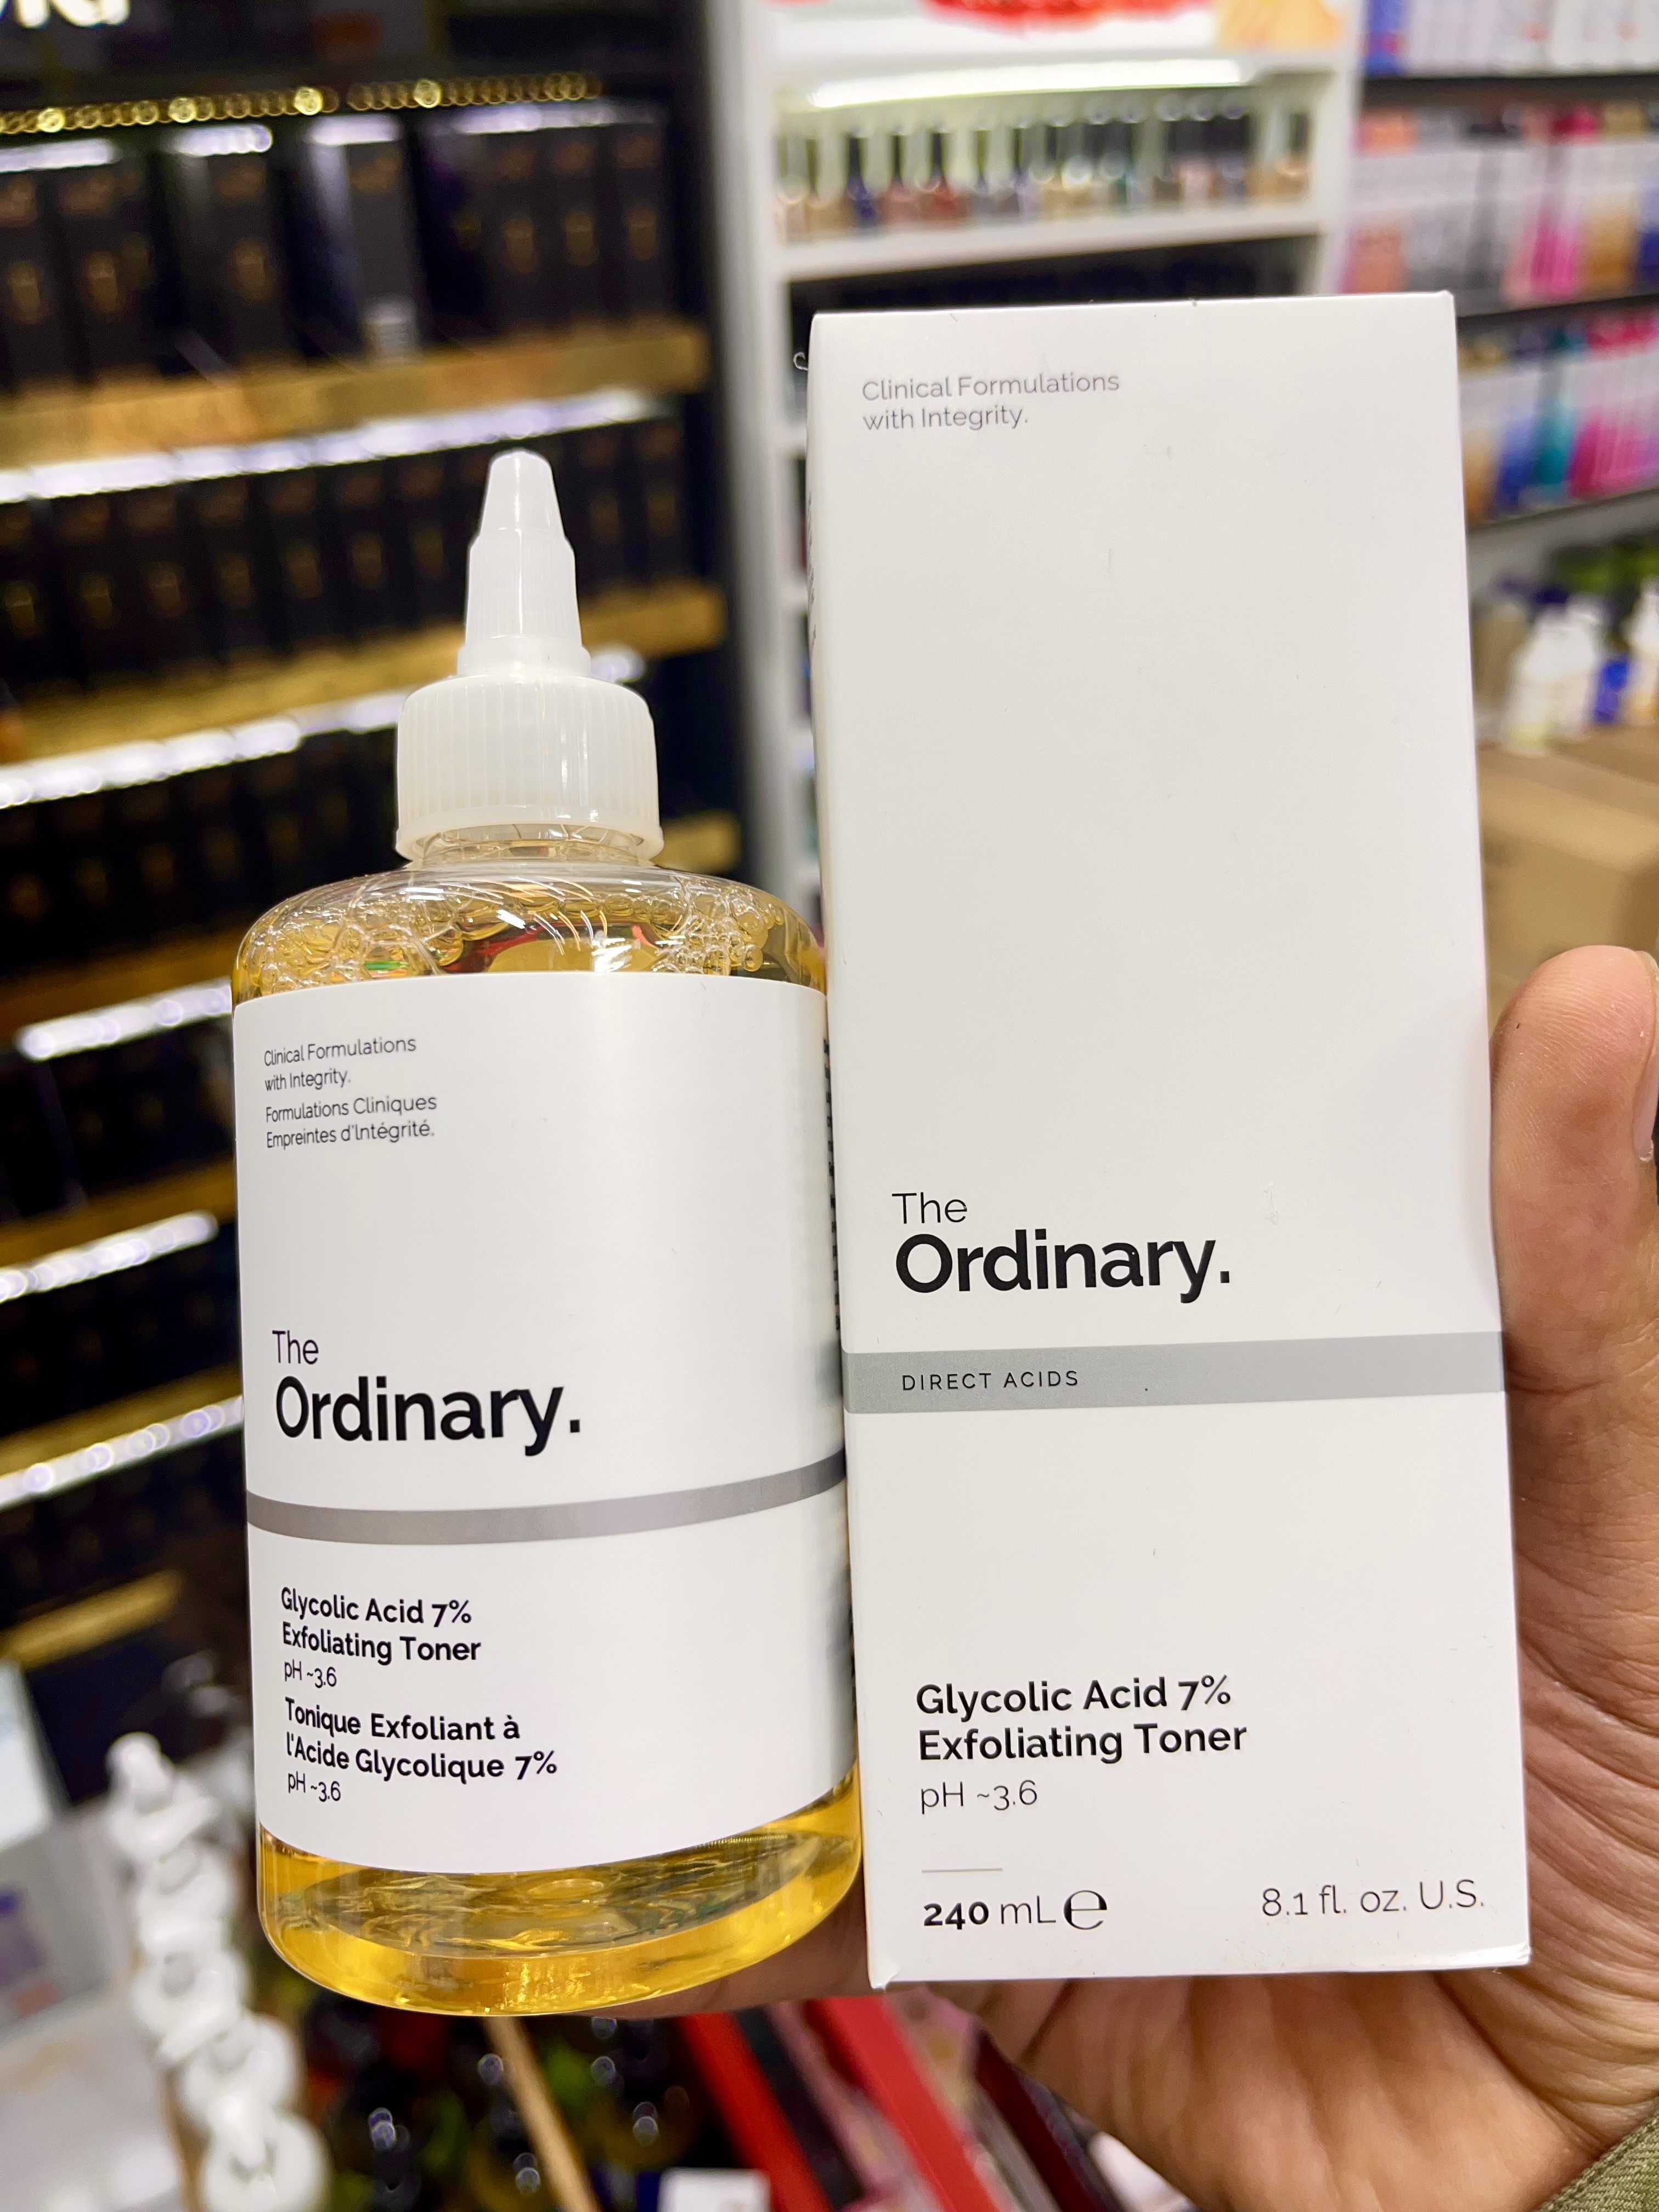 Clinical Formulations
with Integrity.
Formulations Cliniques
Empreintes d'Intégrité.
The
Ordinary.
Glycolic Acid 7%
Exfoliating Toner
pH ~3.6
Tonique Exfoliant à
l'Acide Glycolique 7%
pH ~3.6
Clinical Formulations
with Integrity.
The
Ordinary.
DIRECT ACIDS
Glycolic Acid 7%
Exfoliating Toner
pH ~3.6
240 mL ℮ 8.1 fl. oz. U.S.